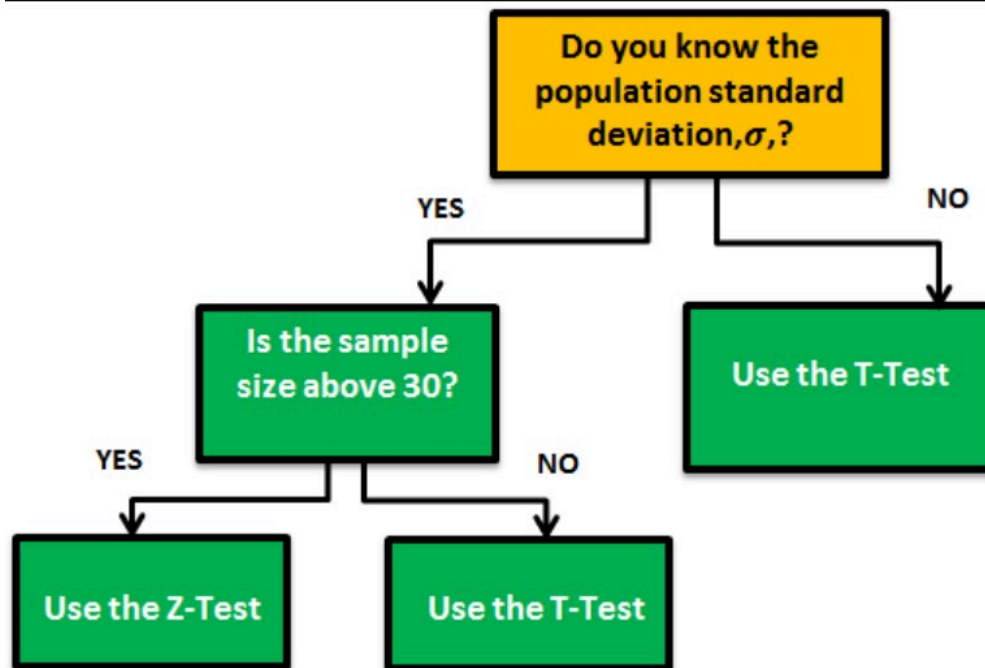 Do you know the
population standard
deviation,σ,?
YES
NO
Is the sample
size above 30?
Use the T-Test
YES
NO
Use the Z-Test
Use the T-Test